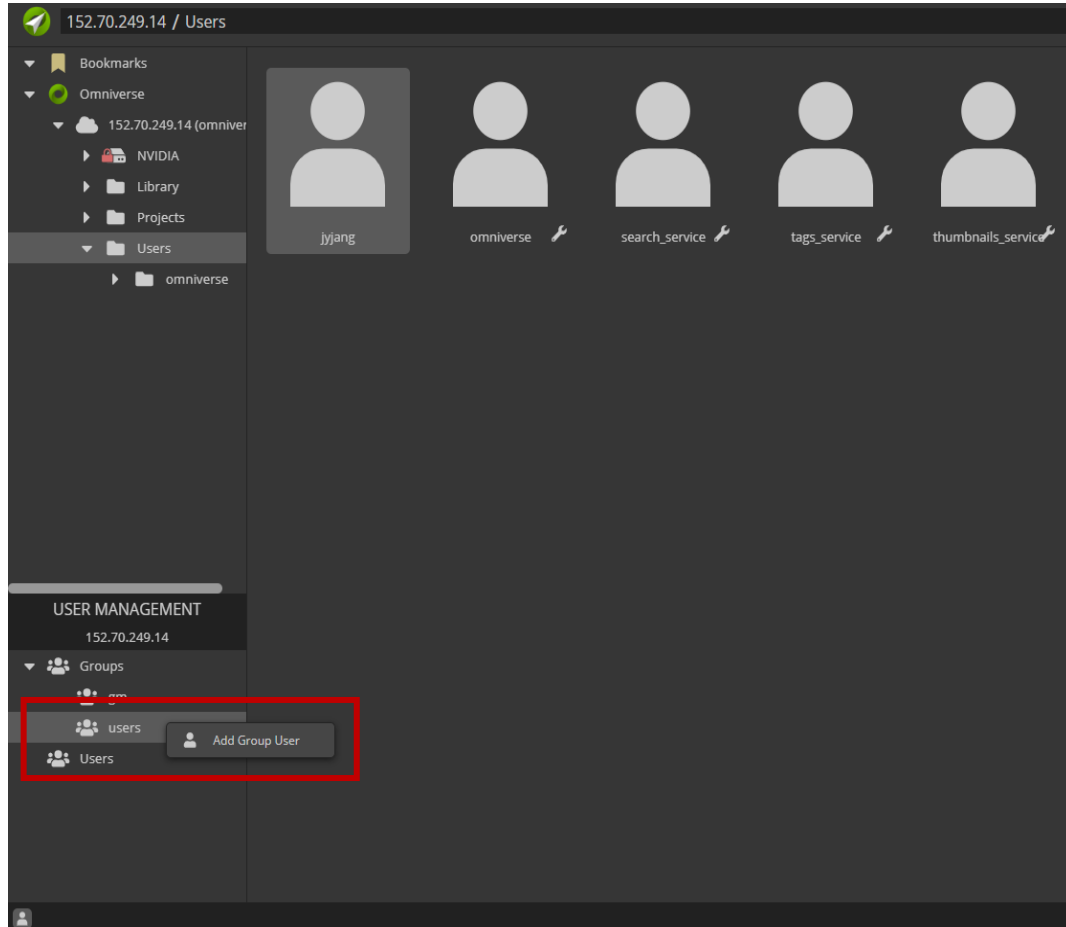 152.70.249.14 / Users
Bookmarks
Omniverse
152.70.249.14 (omniver
NVIDIA
Library
Projects
Users
omniverse
jyjang
omniverse
search_service
tags_service
thumbnails_service
USER MANAGEMENT
152.70.249.14
Groups
gm
users
Add Group User
Users